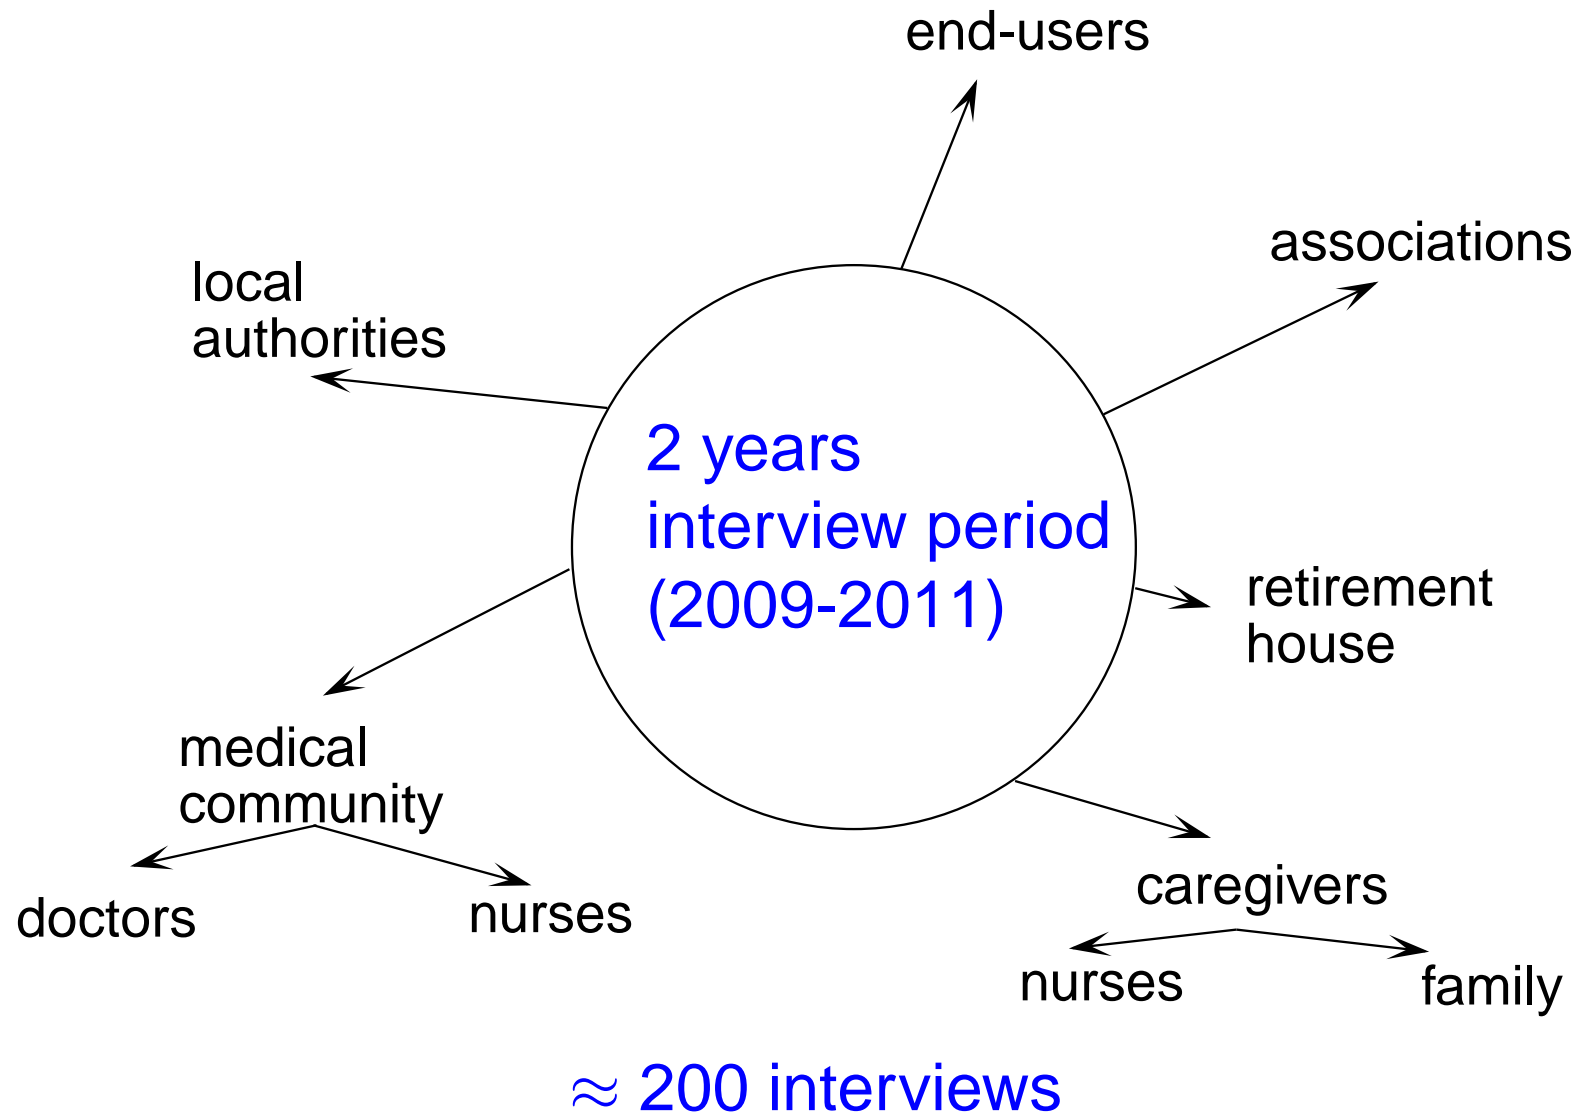 end-users
associations
local
authorities
2 years
interview period
(2009-2011)
retirement
house
medical
community
caregivers
doctors
nurses
nurses
family
≈ 200 interviews